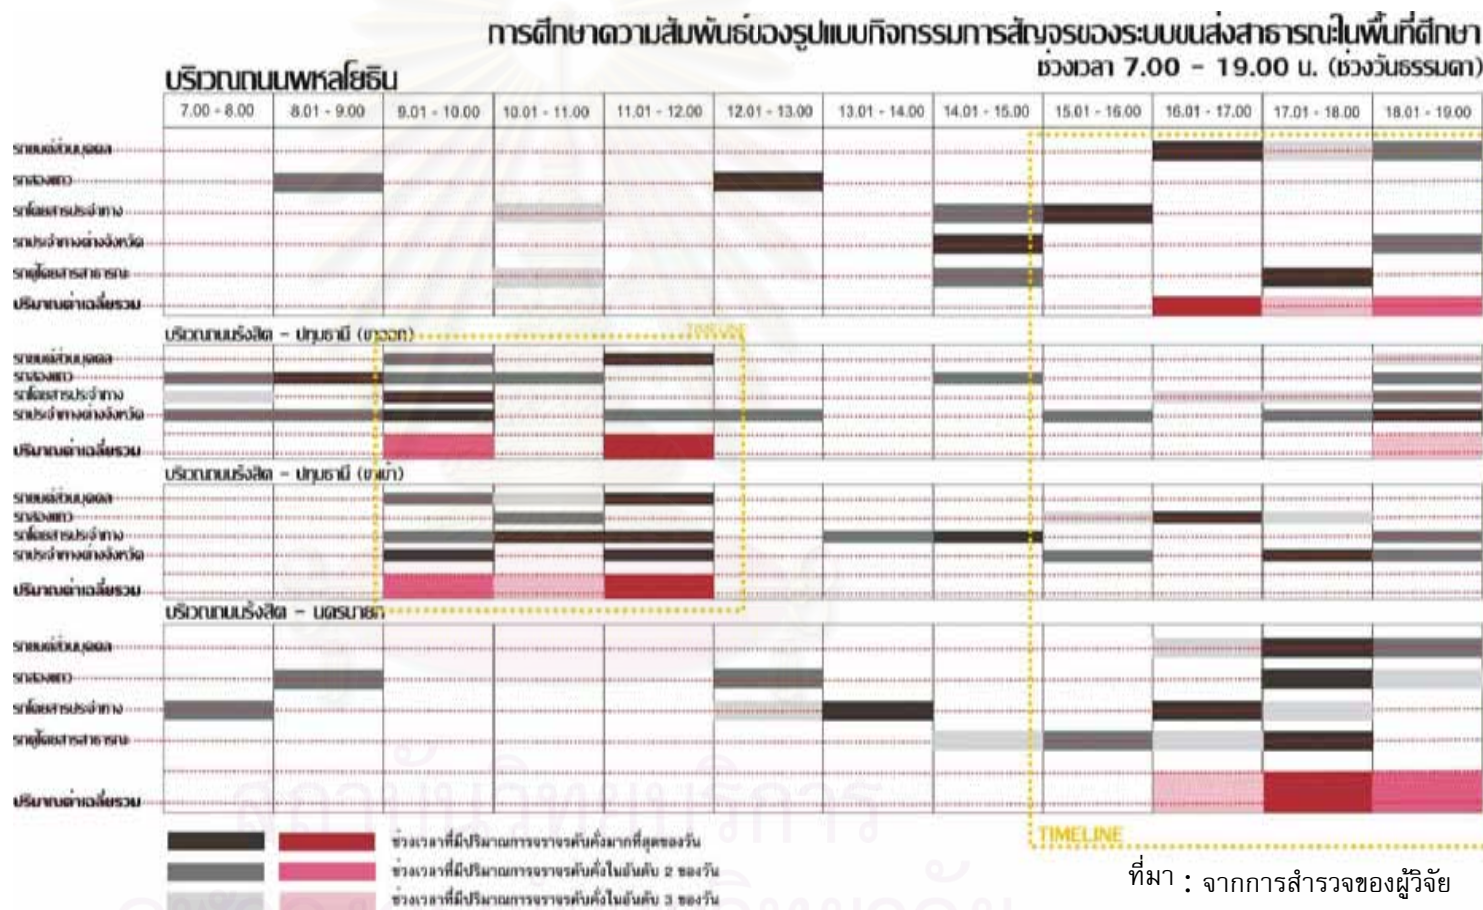 การศึกษาความสัมพันธ์ของรูปแบบกิจกรรมการสัญจรของระบบขนส่งสาธารณะในพื้นที่ศึกษา
ช่วงเวลา 7.00 - 19.00 น. (ช่วงวันธรรมดา)
บริเวณถนนพหลโยธิน
7.00 - 8.00 8.01 - 9.00 9.01 - 10.00 10.01 - 11.00 11.01 - 12.00 12.01 - 13.00 13.01 - 14.00 14.01 - 15.00 15.01 - 16.00 16.01 - 17.00 17.01 - 18.00 18.01 - 19.00
รถยนต์ส่วนบุคคล
รถสองแถว
รถโดยสารประจำทาง
รถประจำทางต่างจังหวัด
รถตู้โดยสารสาธารณะ
ปริมาณค่าเฉลี่ยรวม
บริเวณถนนรังสิต - ปทุมธานี (ขาออก)
TIMELINE
รถยนต์ส่วนบุคคล
รถสองแถว
รถโดยสารประจำทาง
รถประจำทางต่างจังหวัด
ปริมาณค่าเฉลี่ยรวม
บริเวณถนนรังสิต - ปทุมธานี (ขาเข้า)
รถยนต์ส่วนบุคคล
รถสองแถว
รถโดยสารประจำทาง
รถประจำทางต่างจังหวัด
ปริมาณค่าเฉลี่ยรวม
บริเวณถนนรังสิต - นครนายก
รถยนต์ส่วนบุคคล
รถสองแถว
รถโดยสารประจำทาง
รถตู้โดยสารสาธารณะ
ปริมาณค่าเฉลี่ยรวม
สถาบันวิทยบริการ
TIMELINE
ช่วงเวลาที่มีปริมาณการจราจรคับคั่งมากที่สุดของวัน
ช่วงเวลาที่มีปริมาณการจราจรคับคั่งในอันดับ 2 ของวัน
ช่วงเวลาที่มีปริมาณการจราจรคับคั่งในอันดับ 3 ของวัน
ที่มา : จากการสำรวจของผู้วิจัย